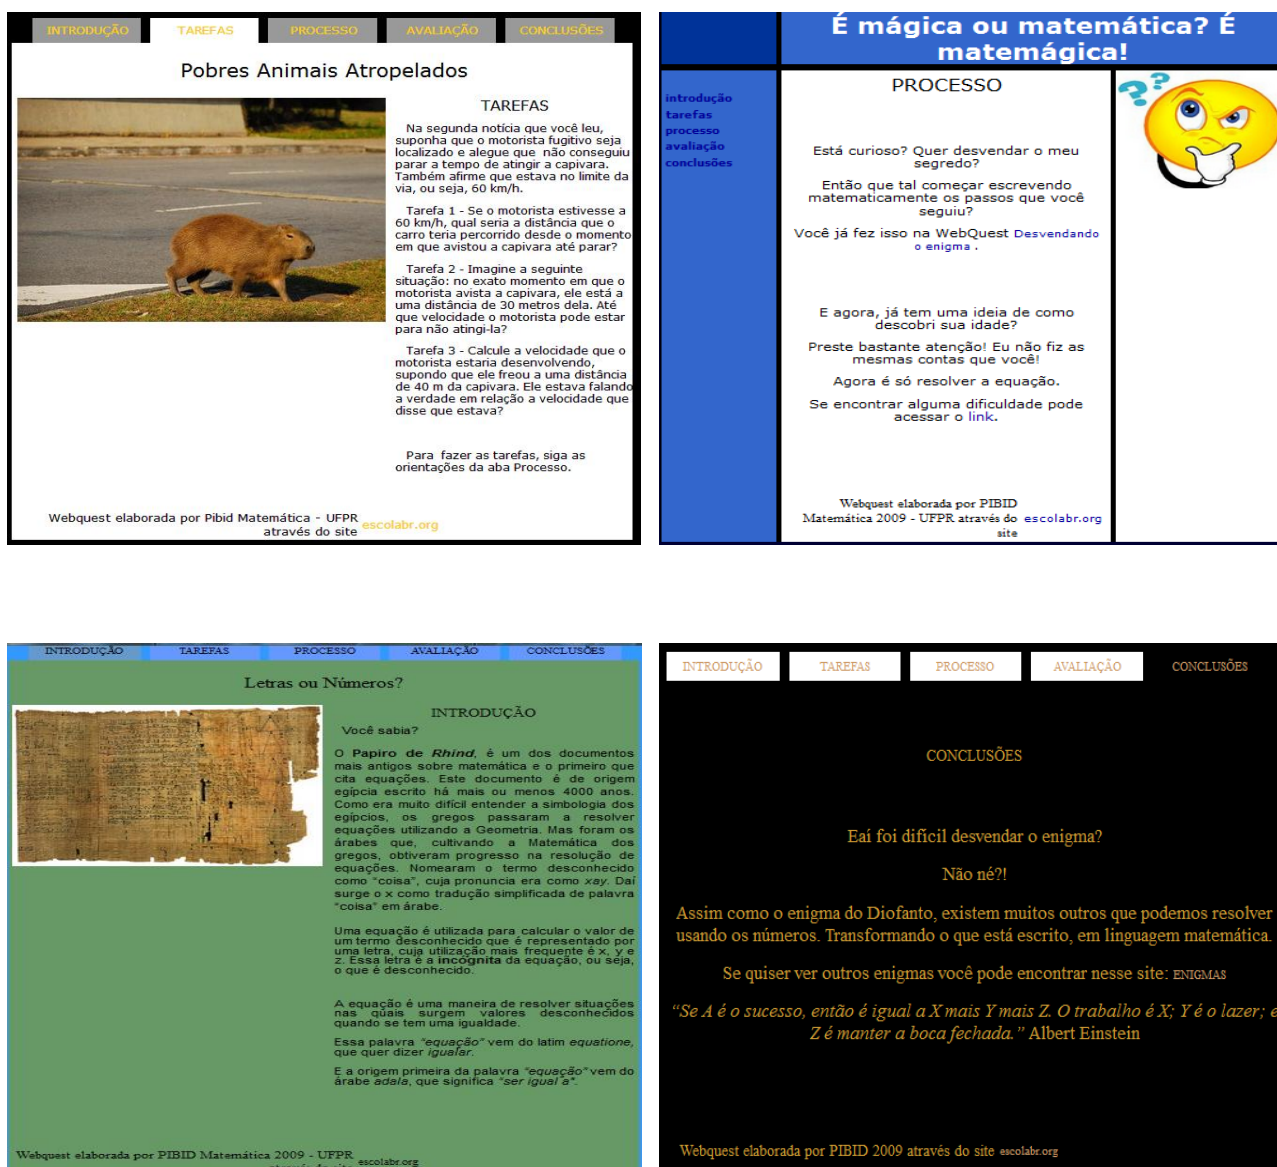 INTRODUÇÃO TAREFAS PROCESSO AVALIAÇÃO CONCLUSÕES
Pobres Animais Atropelados
TAREFAS
Na segunda notícia que você leu,
suponha que o motorista fugitivo seja
localizado e alegue que não conseguiu
parar a tempo de atingir a capivara.
Também afirme que estava no limite da
via, ou seja, 60 km/h.
Tarefa 1 - Se o motorista estivesse a
60 km/h, qual seria a distância que o
carro teria percorrido desde o momento
em que avistou a capivara até parar?
Tarefa 2 - Imagine a seguinte
situação: no exato momento em que o
motorista avista a capivara, ele está a
uma distância de 30 metros dela. Até
que velocidade o motorista pode estar
para não atingi-la?
Tarefa 3 - Calcule a velocidade que o
motorista estaria desenvolvendo,
supondo que ele freou a uma distância
de 40 m da capivara. Ele estava falando
a verdade em relação a velocidade que
disse que estava?
Para fazer as tarefas, siga as
orientações da aba Processo.
Webquest elaborada por Pibid Matemática - UFPR
através do site escolabr.org
É mágica ou matemática? É
matemágica!
introdução
tarefas
processo
avaliação
conclusões
PROCESSO
Está curioso? Quer desvendar o meu
segredo?
Então que tal começar escrevendo
matematicamente os passos que você
seguiu?
Você já fez isso na WebQuest Desvendando
o enigma .
E agora, já tem uma ideia de como
descobri sua idade?
Preste bastante atenção! Eu não fiz as
mesmas contas que você!
Agora é só resolver a equação.
Se encontrar alguma dificuldade pode
acessar o link.
Webquest elaborada por PIBID
Matemática 2009 - UFPR através do escolabr.org
site
INTRODUÇÃO TAREFAS PROCESSO AVALIAÇÃO CONCLUSÕES
Letras ou Números?
INTRODUÇÃO
Você sabia?
O Papiro de Rhind, é um dos documentos
mais antigos sobre matemática e o primeiro que
cita equações. Este documento é de origem
egípcia escrito há mais ou menos 4000 anos.
Como era muito difícil entender a simbologia dos
egípcios, os gregos passaram a resolver
equações utilizando a Geometria. Mas foram os
árabes que, cultivando a Matemática dos
gregos, obtiveram progresso na resolução de
equações. Nomearam o termo desconhecido
como "coisa", cuja pronuncia era como xay. Daí
surge o x como tradução simplificada de palavra
"coisa" em árabe.
Uma equação é utilizada para calcular o valor de
um termo desconhecido que é representado por
uma letra, cuja utilização mais frequente é x, y e
z. Essa letra é a incógnita da equação, ou seja,
o que é desconhecido.
A equação é uma maneira de resolver situações
nas quais surgem valores desconhecidos
quando se tem uma igualdade.
Essa palavra "equação" vem do latim equatione,
que quer dizer igualar.
E a origem primeira da palavra "equação" vem do
árabe adala, que significa "ser igual a".
Webquest elaborada por PIBID Matemática 2009 - UFPR
através do site escolabr.org
INTRODUÇÃO TAREFAS PROCESSO AVALIAÇÃO CONCLUSÕES
CONCLUSÕES
Eaí foi difícil desvendar o enigma?
Não né?!
Assim como o enigma do Diofanto, existem muitos outros que podemos resolver
usando os números. Transformando o que está escrito, em linguagem matemática.
Se quiser ver outros enigmas você pode encontrar nesse site: ENIGMAS
“Se A é o sucesso, então é igual a X mais Y mais Z. O trabalho é X; Y é o lazer; e
Z é manter a boca fechada.” Albert Einstein
Webquest elaborada por PIBID 2009 através do site escolabr.org